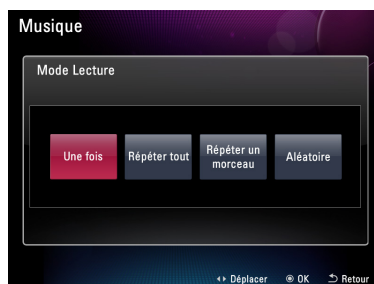 Musique
Mode Lecture
Une fois
Répéter tout
Répéter un
morceau
Aléatoire
Déplacer OK Retour